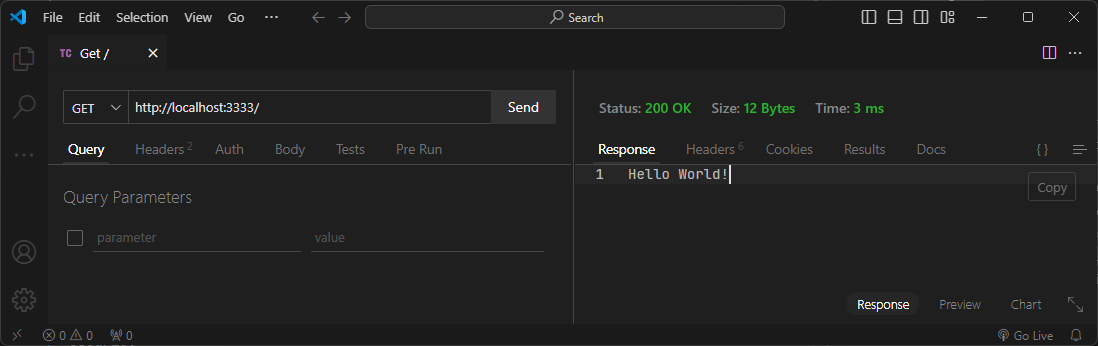 File Edit Selection View Go ··· Search
TC Get /
GET http://localhost:3333/ Send
Status: 200 OK Size: 12 Bytes Time: 3 ms
Query Headers 2 Auth Body Tests Pre Run
Response Headers 6 Cookies Results Docs { }
1 Hello World!
Copy
Query Parameters
parameter value
Response Preview Chart
0 0 0 Go Live